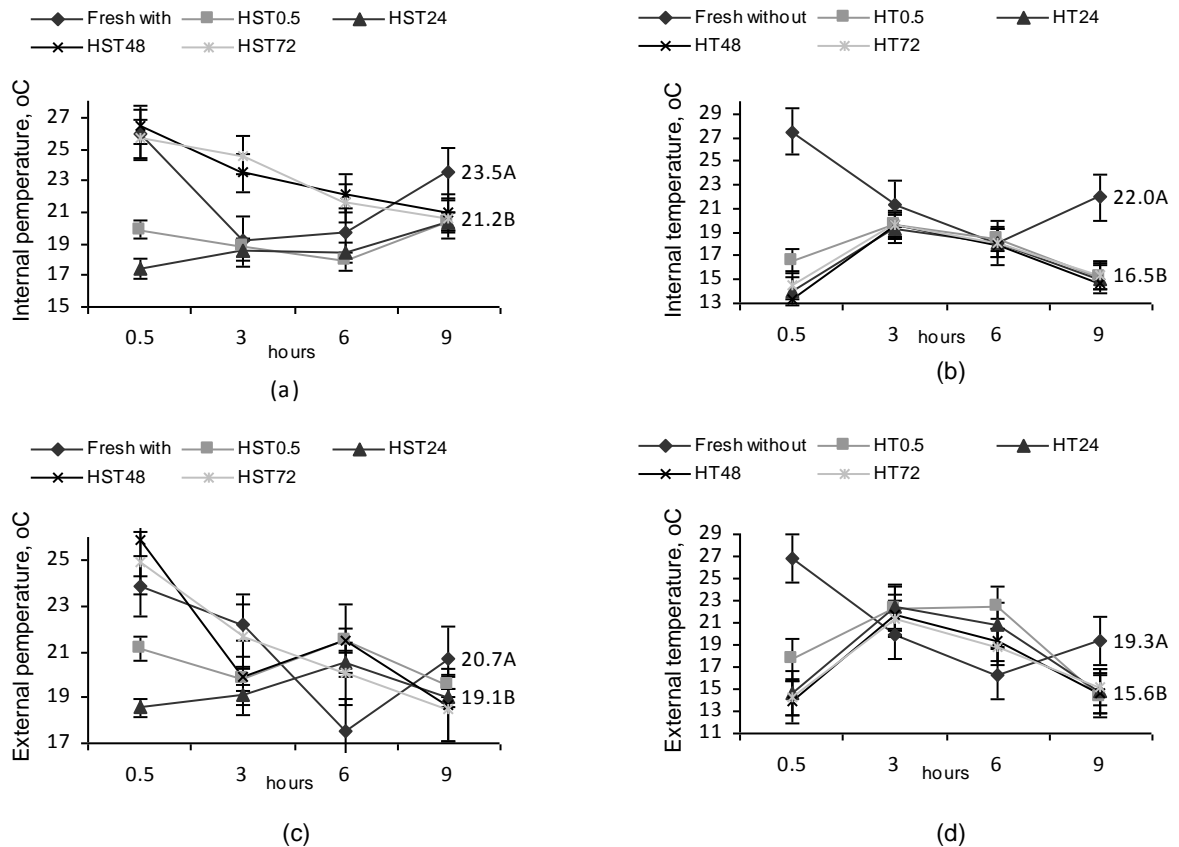 Fresh with HST0.5 HST24
HST48 HST72
Internal pemperature, oC
27
25
23
21
19
17
15
23.5A
21.2B
0.5 3 6 9
hours
(a)
Fresh without HT0.5 HT24
HT48 HT72
Internal temperature, oC
29
27
25
23
21
19
17
15
13
22.0A
16.5B
0.5 3 6 9
hours
(b)
Fresh with HST0.5 HST24
HST48 HST72
External pemperature, oC
25
23
21
19
17
20.7A
19.1B
0.5 3 6 9
hours
(c)
Fresh without HT0.5 HT24
HT48 HT72
External temperature, oC
29
27
25
23
21
19
17
15
13
11
19.3A
15.6B
0.5 3 6 9
hours
(d)